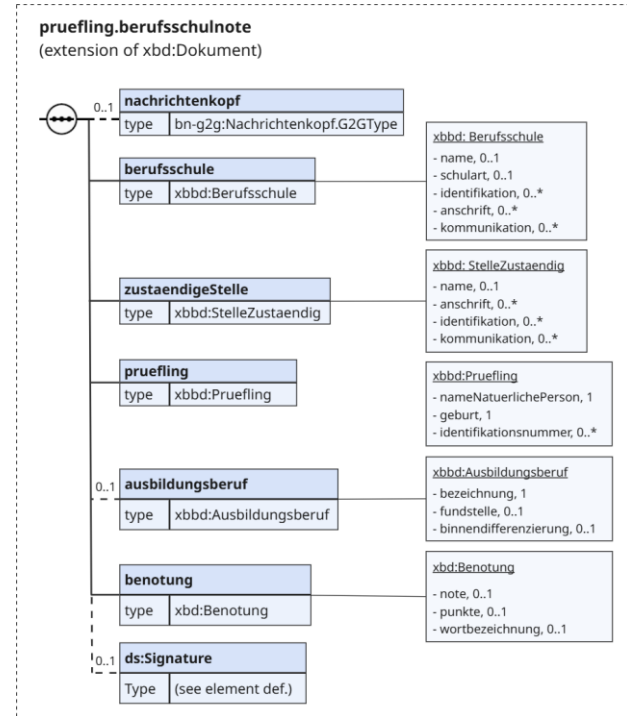 pruefling.berufsschulnote
(extension of xbd:Dokument)
0..1
nachrichtenkopf
type bn-g2g:Nachrichtenkopf.G2GType
berufsschule
type xbbd:Berufsschule
xbbd: Berufsschule
- name, 0..1
- schulart, 0..1
- identifikation, 0..*
- anschrift, 0..*
- kommunikation, 0..*
zustaendigeStelle
type xbbd:StelleZustaendig
xbbd: StelleZustaendig
- name, 0..1
- anschrift, 0..*
- identifikation, 0..*
- kommunikation, 0..*
pruefling
type xbbd:Pruefling
xbbd:Pruefling
- nameNatuerlichePerson, 1
- geburt, 1
- identifikationsnummer, 0..*
0..1
ausbildungsberuf
type xbbd:Ausbildungsberuf
xbbd:Ausbildungsberuf
- bezeichnung, 1
- fundstelle, 0..1
- binnendifferenzierung, 0..1
benotung
type xbd:Benotung
xbd:Benotung
- note, 0..1
- punkte, 0..1
- wortbezeichnung, 0..1
0..1
ds:Signature
Type (see element def.)